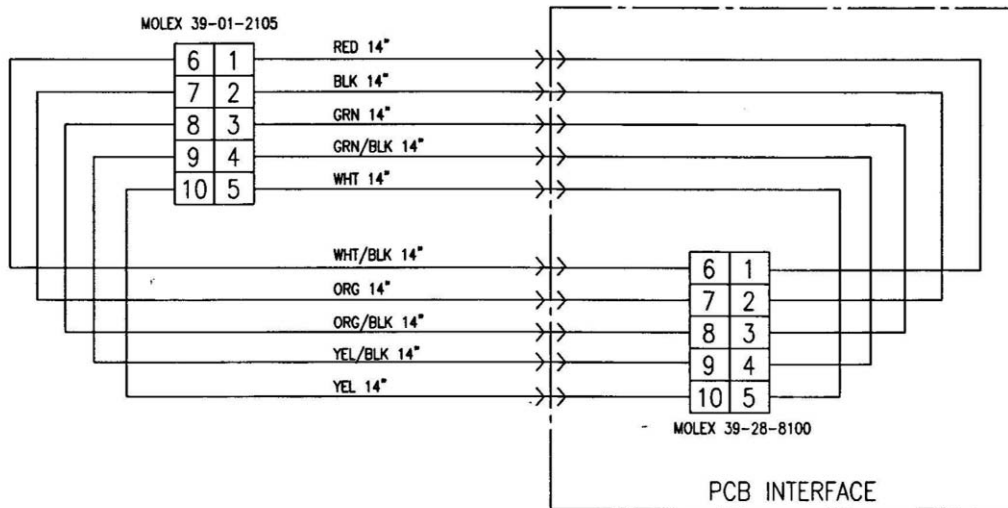 MOLEX 39-01-2105
6 1
7 2
8 3
9 4
10 5
RED 14"
BLK 14"
GRN 14"
GRN/BLK 14"
WHT 14"
WHT/BLK 14"
ORG 14"
ORG/BLK 14"
YEL/BLK 14"
YEL 14"
6 1
7 2
8 3
9 4
10 5
MOLEX 39-28-8100
PCB INTERFACE